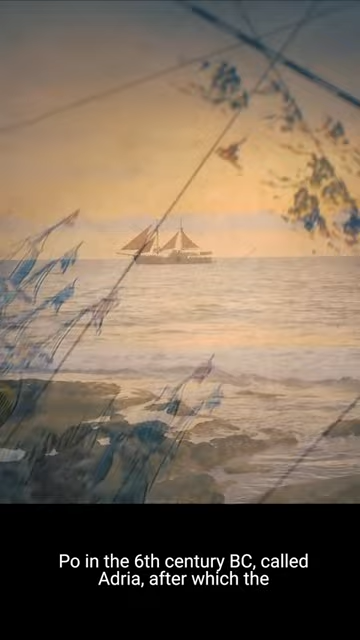 Po in the 6th century BC, called
Adria, after which the